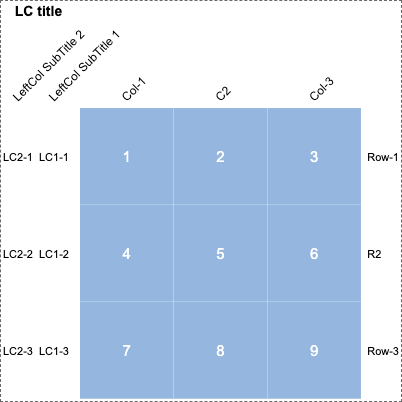 LC title
LeftCol SubTitle 2
LeftCol SubTitle 1
Col-1 C2 Col-3
LC2-1 LC1-1 1 2 3 Row-1
LC2-2 LC1-2 4 5 6 R2
LC2-3 LC1-3 7 8 9 Row-3